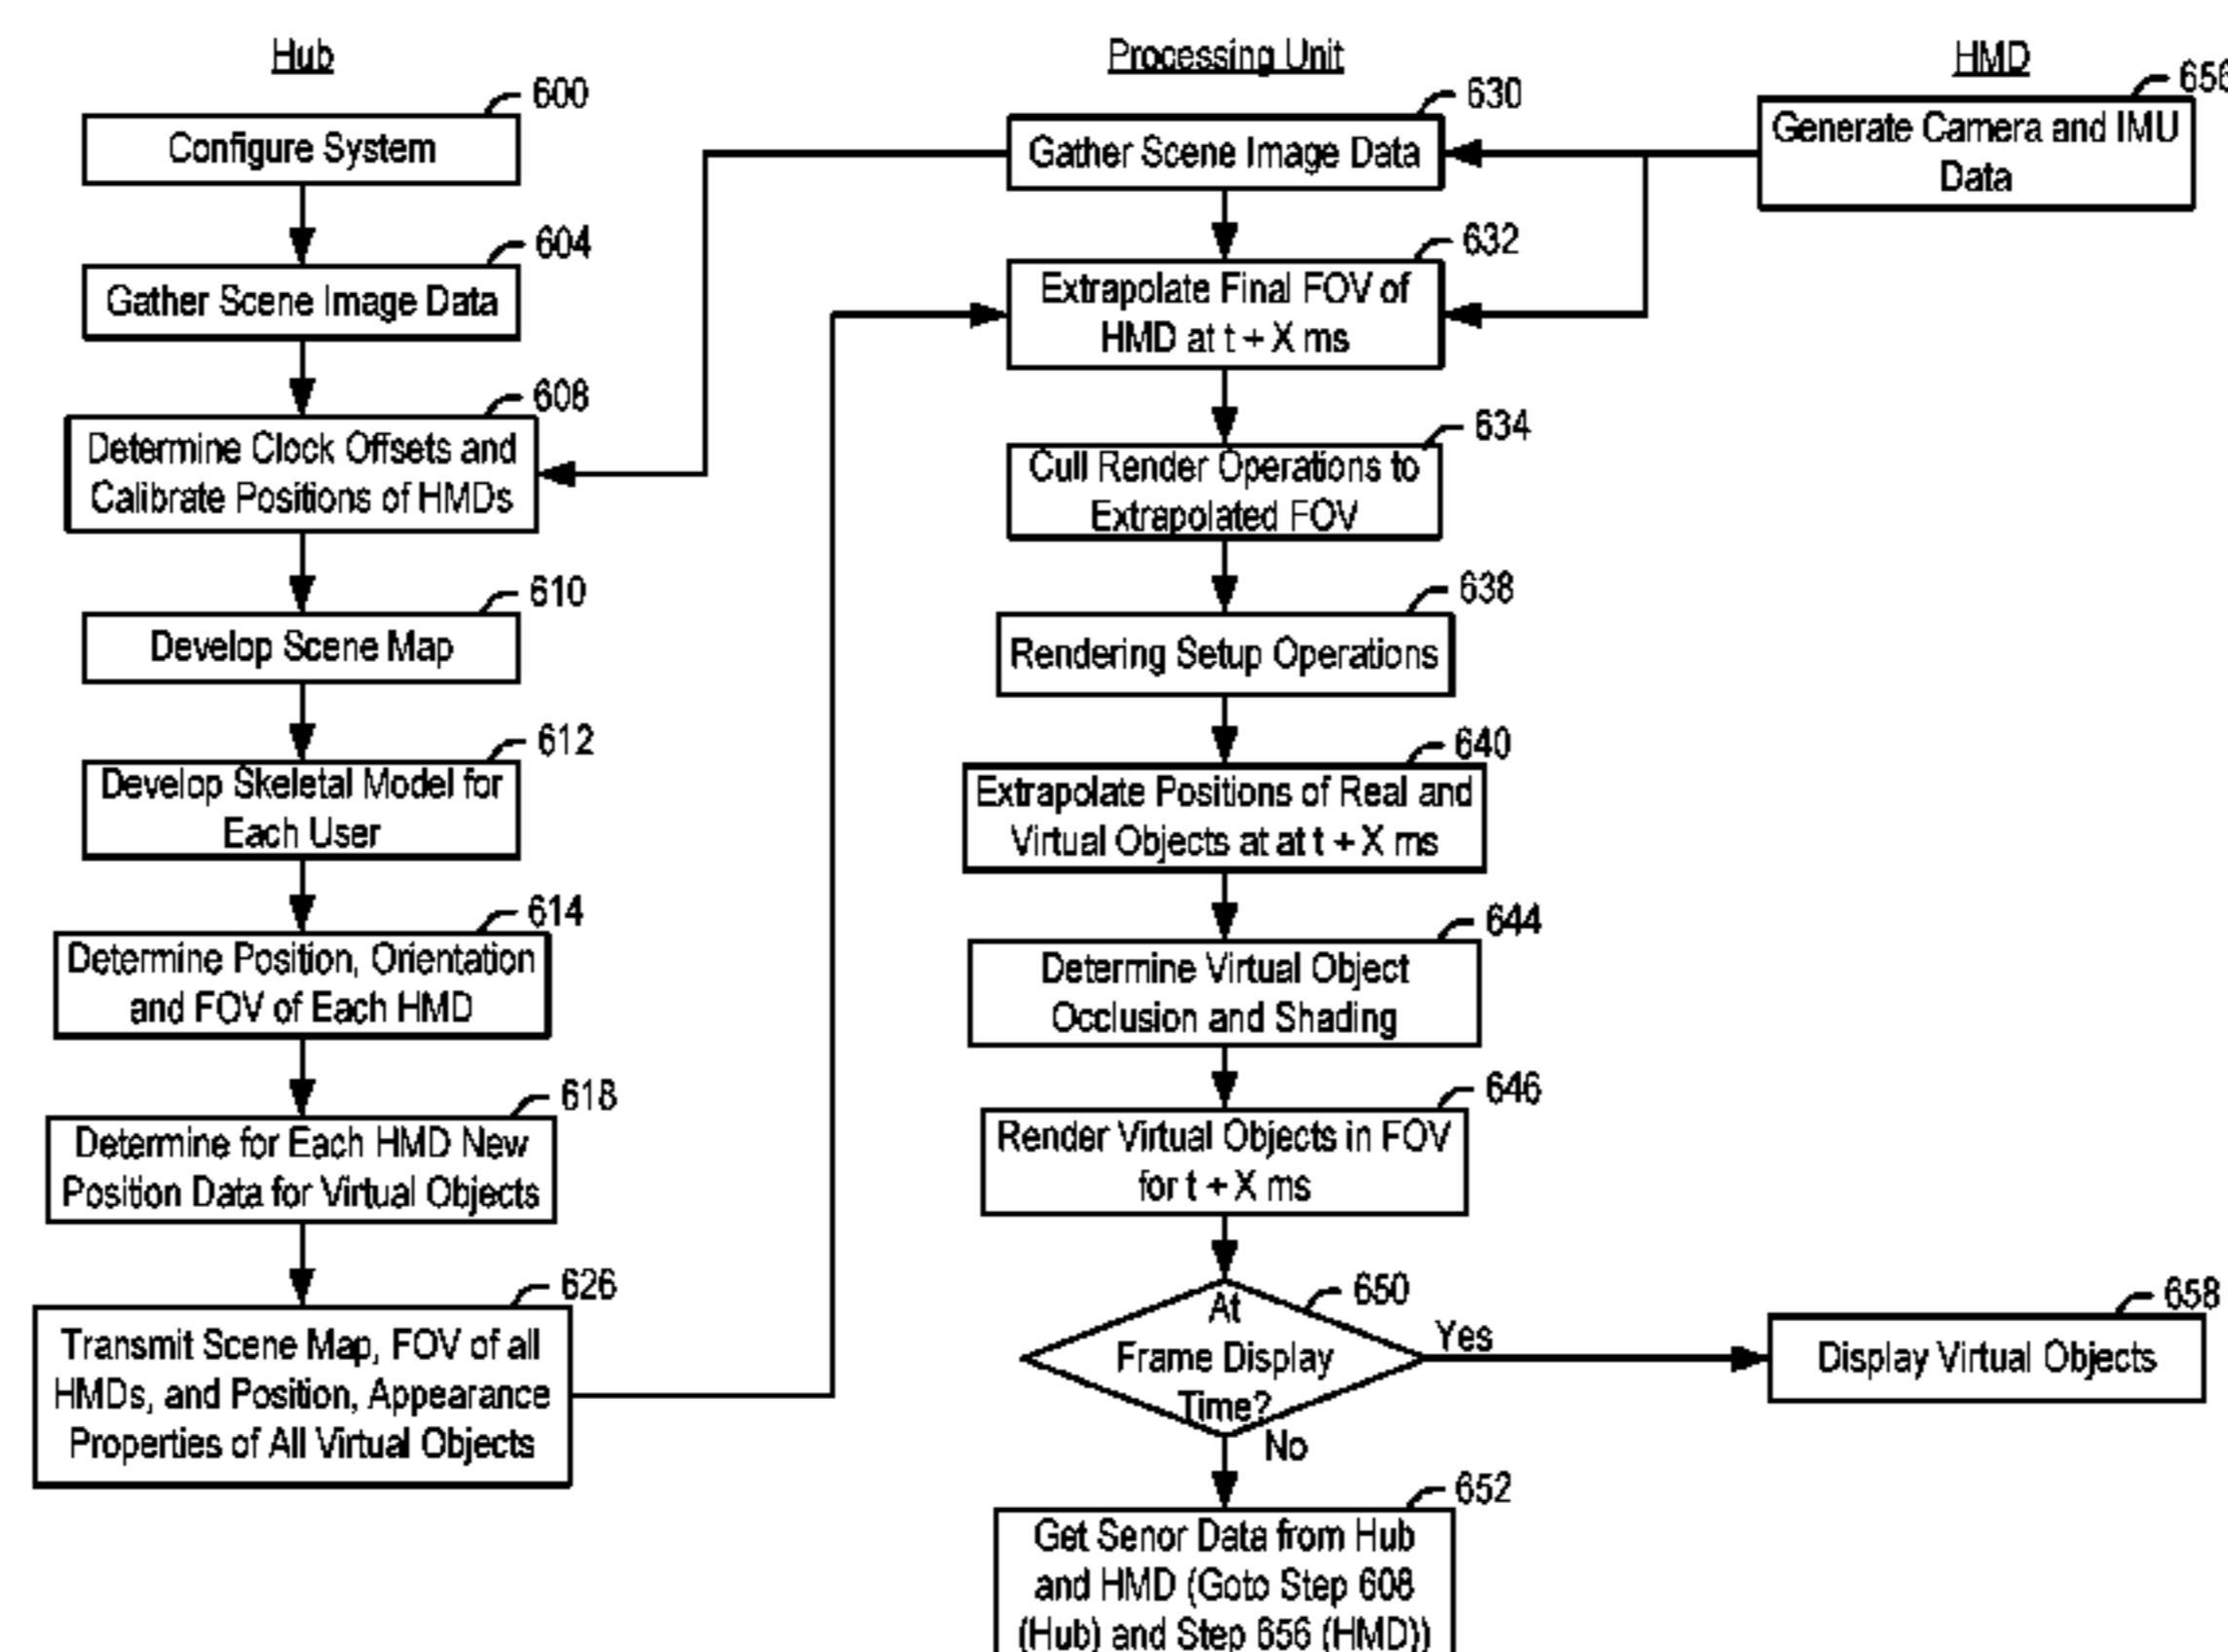 Hub
600
Configure System
604
Gather Scene Image Data
608
Determine Clock Offsets and
Calibrate Positions of HMDs
610
Develop Scene Map
612
Develop Skeletal Model for
Each User
614
Determine Position, Orientation
and FOV of Each HMD
618
Determine for Each HMD New
Position Data for Virtual Objects
626
Transmit Scene Map, FOV of all
HMDs, and Position, Appearance
Properties of All Virtual Objects
Processing Unit
630
Gather Scene Image Data
632
Extrapolate Final FOV of
HMD at t + X ms
634
Cull Render Operations to
Extrapolated FOV
638
Rendering Setup Operations
640
Extrapolate Positions of Real and
Virtual Objects at at t + X ms
644
Determine Virtual Object
Occlusion and Shading
646
Render Virtual Objects in FOV
for t + X ms
650
At
Frame Display
Time?
Yes
No
652
Get Senor Data from Hub
and HMD (Goto Step 608
(Hub) and Step 656 (HMD))
HMD
656
Generate Camera and IMU
Data
658
Display Virtual Objects